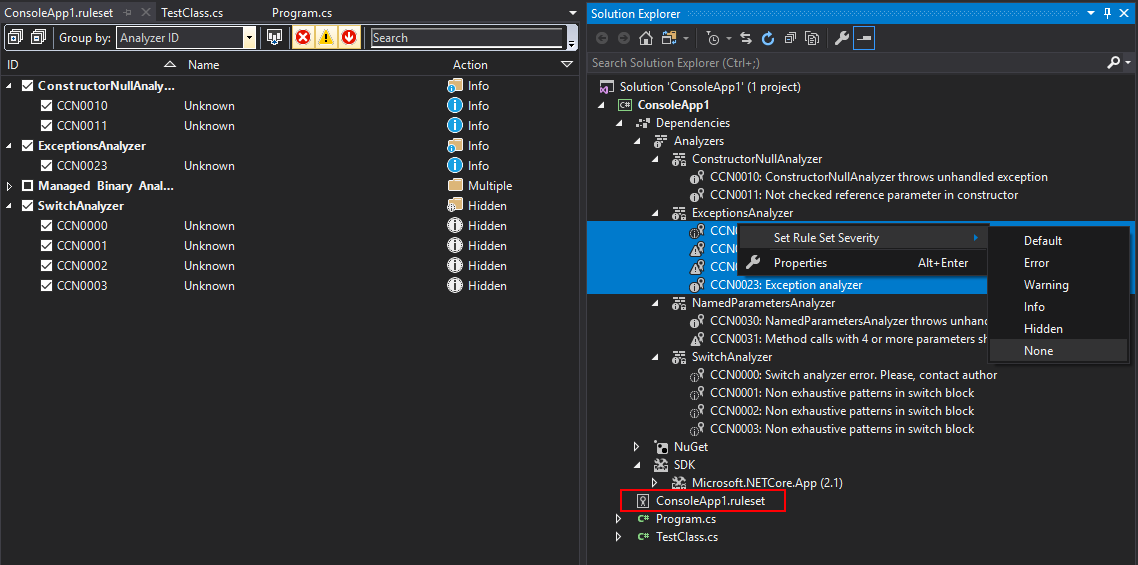 ConsoleApp1.ruleset
TestClass.cs
Program.cs
Group by: Analyzer ID
Search
ID Name Action
ConstructorNullAnaly... Info
CCN0010 Unknown Info
CCN0011 Unknown Info
ExceptionsAnalyzer Info
CCN0023 Unknown Info
Managed Binary Anal... Multiple
SwitchAnalyzer Hidden
CCN0000 Unknown Hidden
CCN0001 Unknown Hidden
CCN0002 Unknown Hidden
CCN0003 Unknown Hidden
Solution Explorer
Search Solution Explorer (Ctrl+;)
Solution 'ConsoleApp1' (1 project)
C# ConsoleApp1
Dependencies
Analyzers
ConstructorNullAnalyzer
CCN0010: ConstructorNullAnalyzer throws unhandled exception
CCN0011: Not checked reference parameter in constructor
ExceptionsAnalyzer
CCN0
CCN0
CCN0
CCN0023: Exception analyzer
NamedParametersAnalyzer
CCN0030: NamedParametersAnalyzer throws unhand
CCN0031: Method calls with 4 or more parameters sh
SwitchAnalyzer
CCN0000: Switch analyzer error. Please, contact author
CCN0001: Non exhaustive patterns in switch block
CCN0002: Non exhaustive patterns in switch block
CCN0003: Non exhaustive patterns in switch block
NuGet
SDK
Microsoft.NETCore.App (2.1)
ConsoleApp1.ruleset
C# Program.cs
C# TestClass.cs
Set Rule Set Severity
Properties Alt+Enter
Default
Error
Warning
Info
Hidden
None